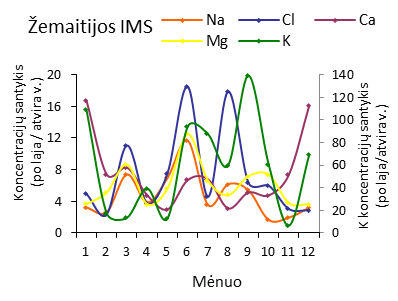 Žemaitijos IMS
Na Cl Ca
Mg K
Koncentracijų santykis
(po laja / atvira v.)
20
16
12
8
4
0
140
120
100
80
60
40
20
0
K koncentracijų santykis
(po laja/atvira v.)
1 2 3 4 5 6 7 8 9 10 11 12
Mėnuo